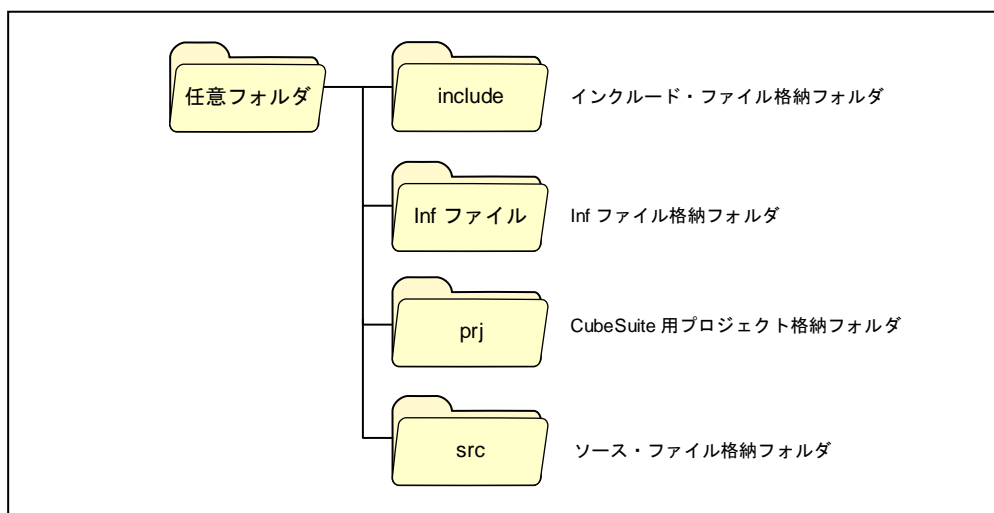 任意フォルダ
include
インクルード・ファイル格納フォルダ
Inf ファイル
Inf ファイル格納フォルダ
prj
CubeSuite 用プロジェクト格納フォルダ
src
ソース・ファイル格納フォルダ